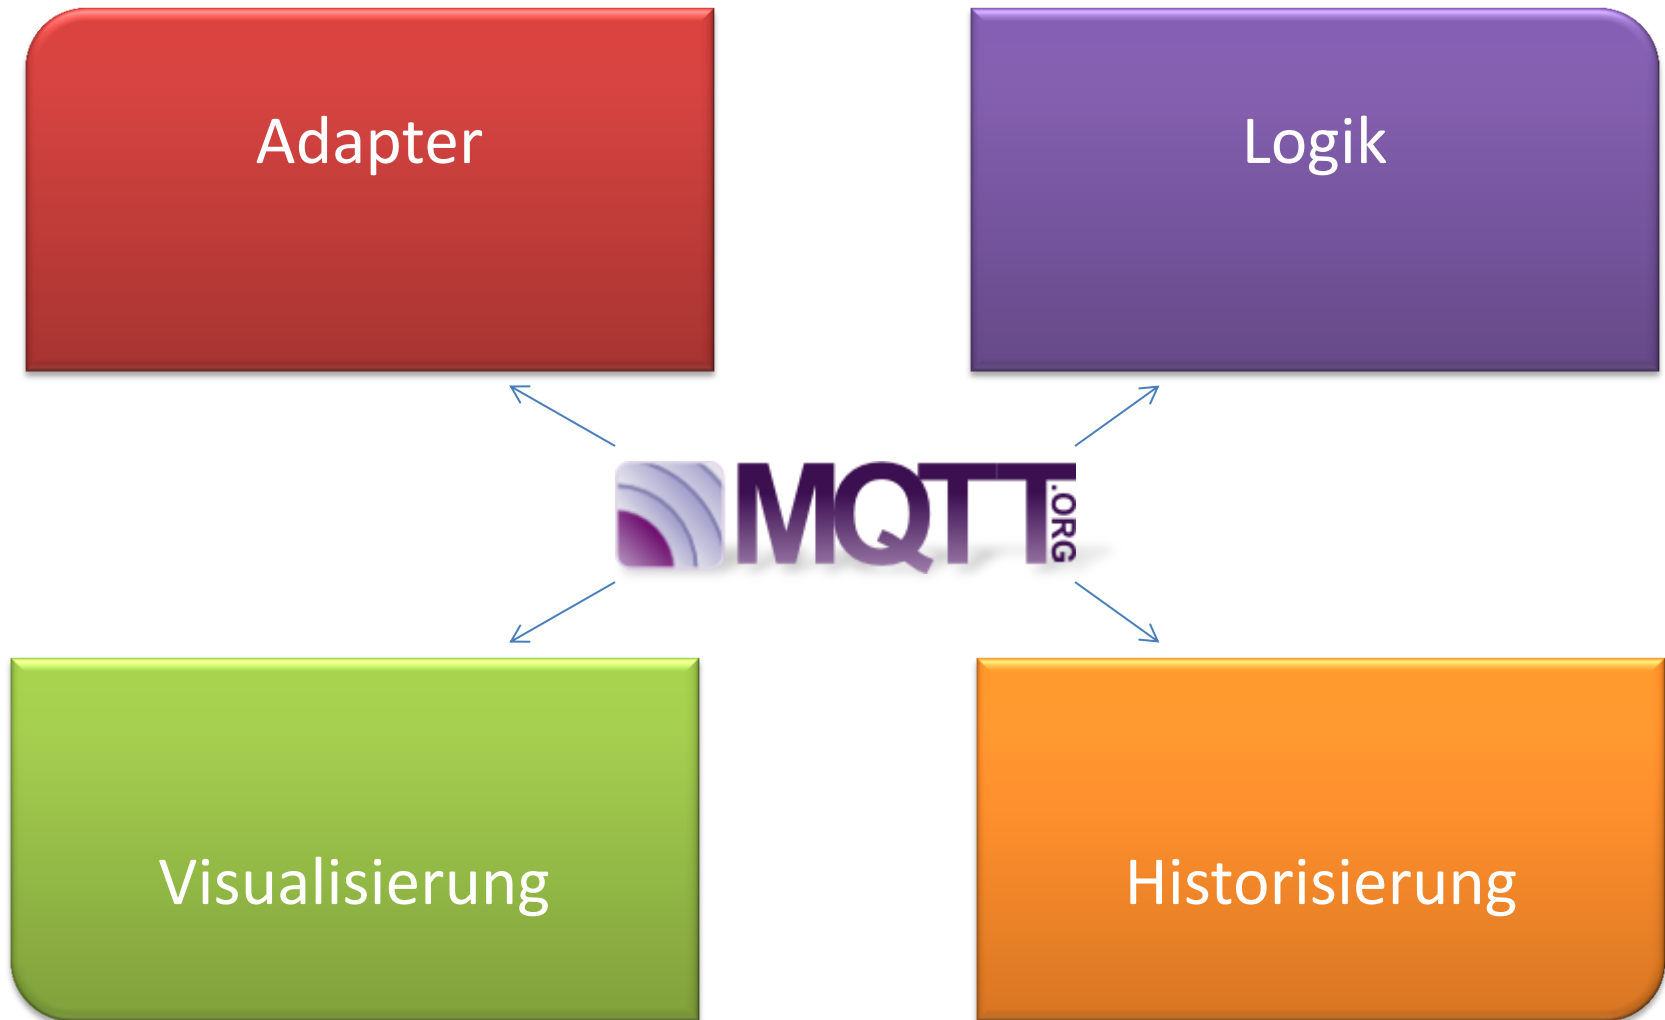 Adapter
Logik
MQTT.ORG
Visualisierung
Historisierung